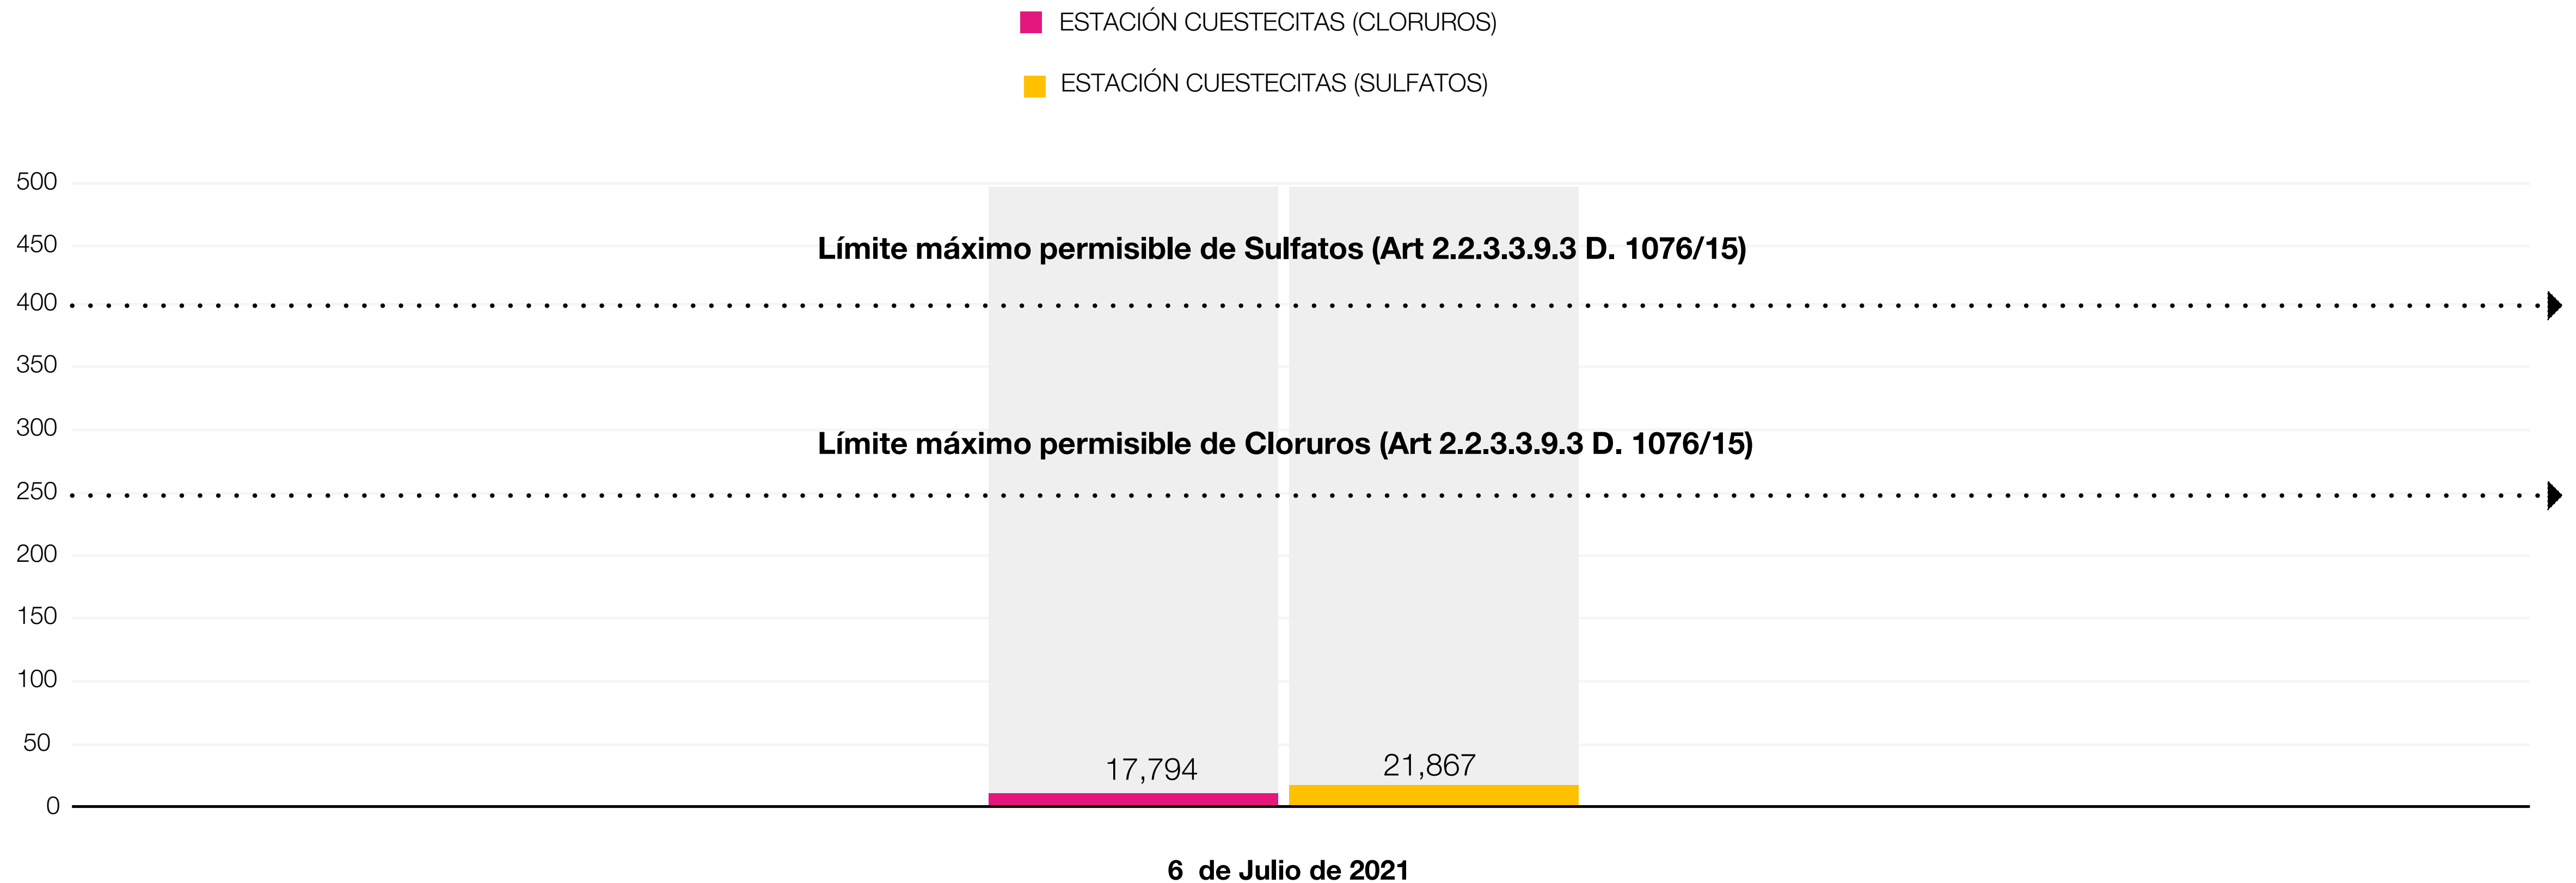 ESTACIÓN CUESTECITAS (CLORUROS)
ESTACIÓN CUESTECITAS (SULFATOS)
500
450
Límite máximo permisible de Sulfatos (Art 2.2.3.3.9.3 D. 1076/15)
400
350
300
Límite máximo permisible de Cloruros (Art 2.2.3.3.9.3 D. 1076/15)
250
200
150
100
50
17,794
21,867
0
6 de Julio de 2021